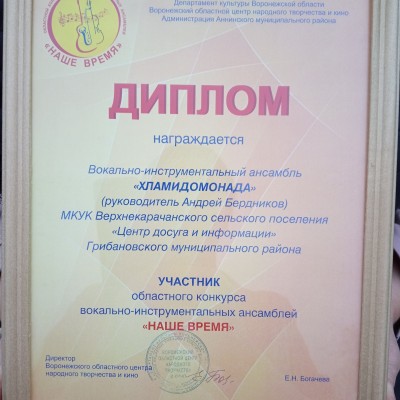 «НАШЕ ВРЕМЯ»
Департамент культуры Воронежской области
Воронежский областной центр народного творчества и кино
Администрация Аннинского муниципального района
ДИПЛОМ
награждается
Вокально-инструментальный ансамбль
«ХЛАМИДОМОНАДА»
(руководитель Андрей Бердников)
МКУК Верхнекарачанского сельского поселения
«Центр досуга и информации»
Грибановского муниципального района
УЧАСТНИК
областного конкурса
вокально-инструментальных ансамблей
«НАШЕ ВРЕМЯ»
Директор
Воронежского областного центра
народного творчества и кино
Е.Н. Богачева